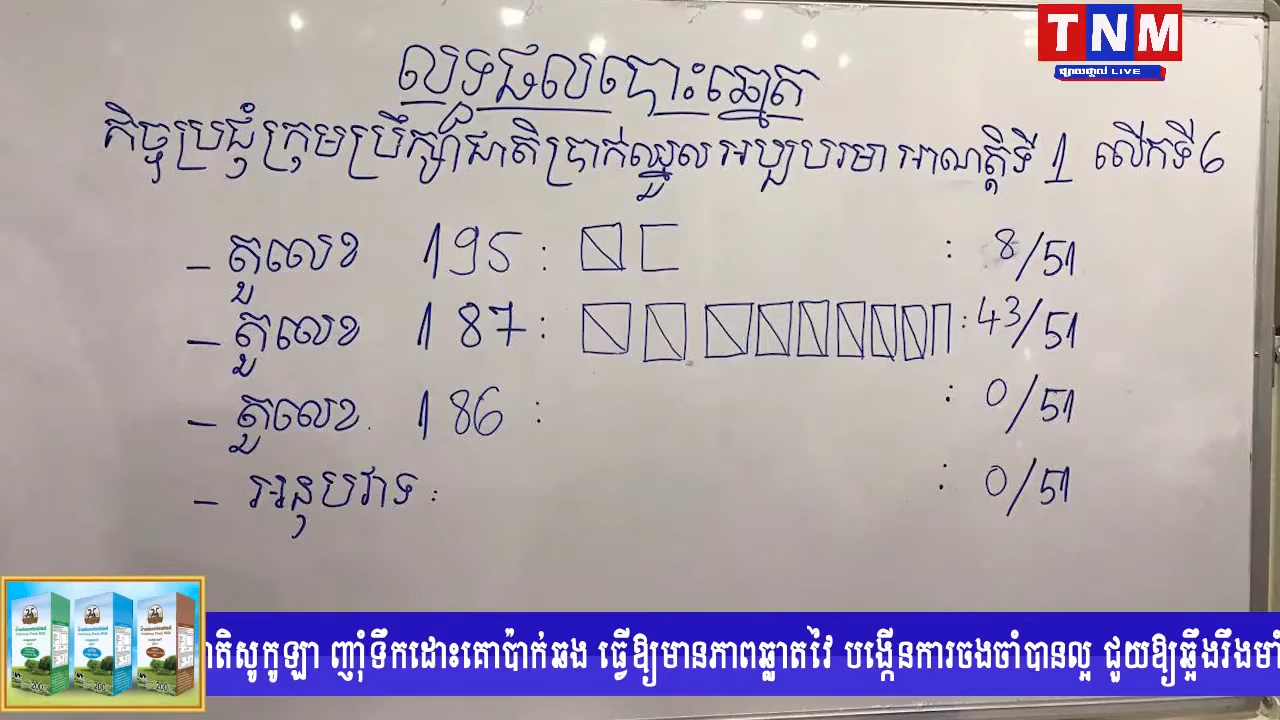 TNM
ផ្សាយផ្ទាល់ LIVE
លទ្ធផលបោះឆ្នោត
កិច្ចប្រជុំក្រុមប្រឹក្សាជាតិប្រាក់ឈ្នួលអប្បបរមា អាណត្តិទី 1 លើកទី 6
- តួលេខ 195 : : 8/51
- តួលេខ 187 : : 43/51
- តួលេខ 186 : : 0/51
- អនុបវាទ : : 0/51
ជាតិសូកូឡា ញ៉ាំទឹកដោះគោប៉ាក់ឆង ធ្វើឱ្យមានភាពឆ្លាតវៃ បង្កើនការចងចាំបានល្អ ជួយឱ្យឆ្អឹងរឹងមាំ